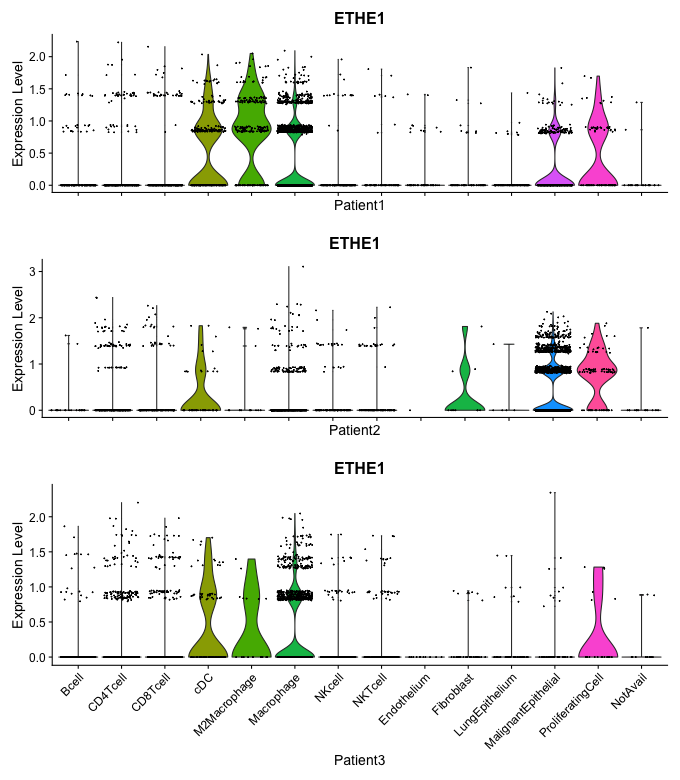 ETHE1
Expression Level
2.0
1.5
1.0
0.5
0.0
Patient1
ETHE1
Expression Level
3
2
1
0
Patient2
ETHE1
Expression Level
2.0
1.5
1.0
0.5
0.0
Bcell
CD4Tcell
CD8Tcell
cDC
M2Macrophage
Macrophage
NKcell
NKTcell
Endothelium
Fibroblast
LungEpithelium
MalignantEpithelial
ProliferatingCell
NotAvail
Patient3